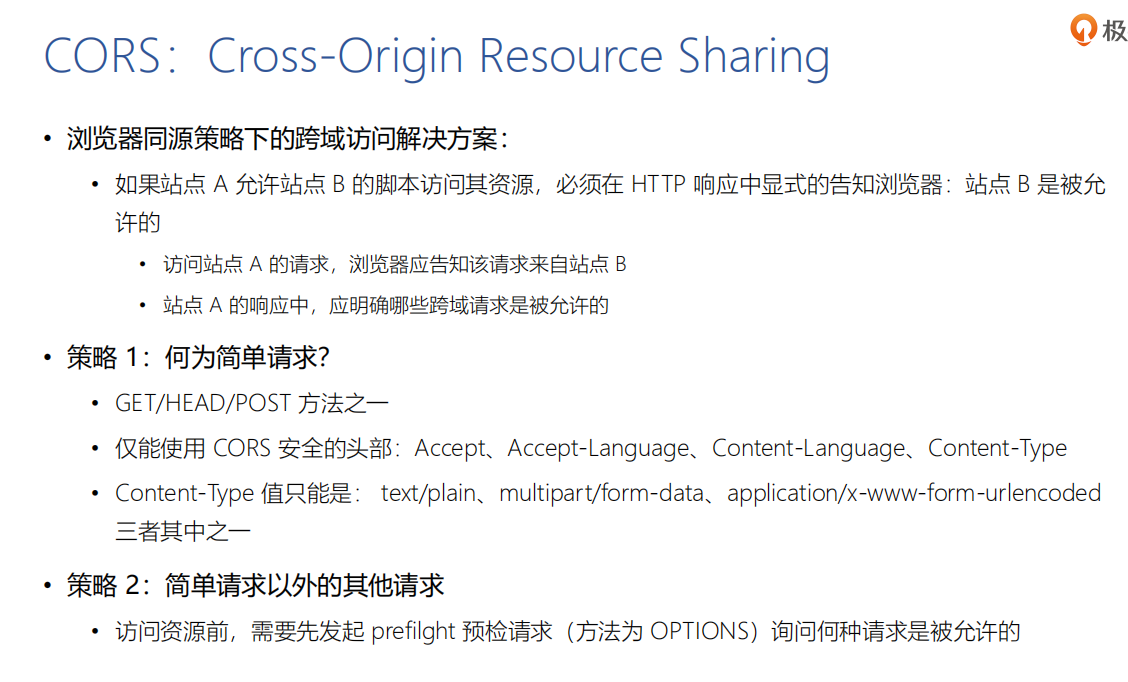 极
CORS：Cross-Origin Resource Sharing
• 浏览器同源策略下的跨域访问解决方案：
• 如果站点 A 允许站点 B 的脚本访问其资源，必须在 HTTP 响应中显式的告知浏览器：站点 B 是被允
许的
• 访问站点 A 的请求，浏览器应告知该请求来自站点 B
• 站点 A 的响应中，应明确哪些跨域请求是被允许的
• 策略 1：何为简单请求？
• GET/HEAD/POST 方法之一
• 仅能使用 CORS 安全的头部：Accept、Accept-Language、Content-Language、Content-Type
• Content-Type 值只能是： text/plain、multipart/form-data、application/x-www-form-urlencoded
三者其中之一
• 策略 2：简单请求以外的其他请求
• 访问资源前，需要先发起 prefilght 预检请求（方法为 OPTIONS）询问何种请求是被允许的